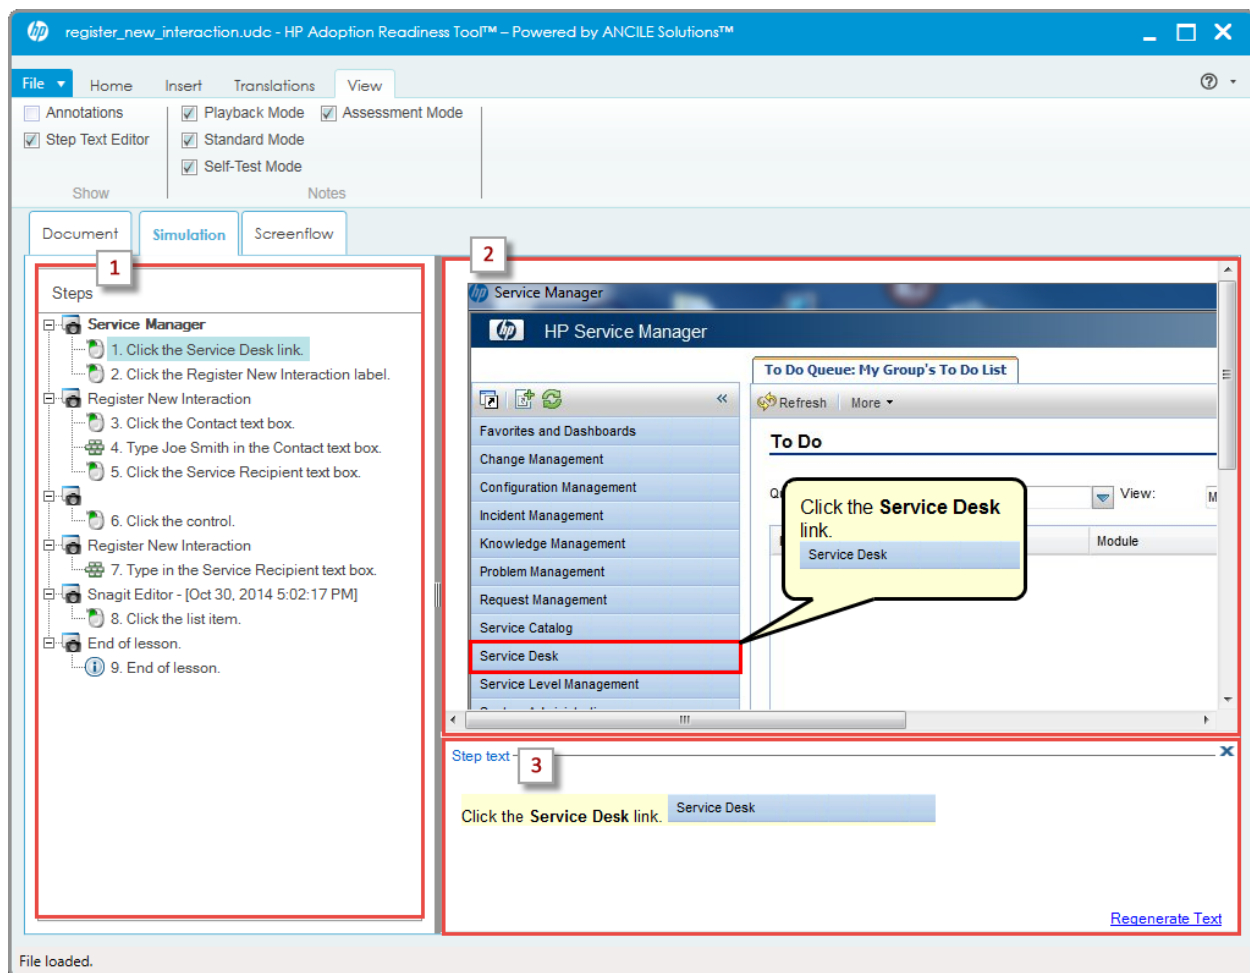 hp register_new_interaction.udc - HP Adoption Readiness Tool™ – Powered by ANCILE Solutions™
File Home Insert Translations View
Annotations Playback Mode Assessment Mode
Step Text Editor Standard Mode
Self-Test Mode
Show Notes
Document Simulation Screenflow
1
Steps
Service Manager
1. Click the Service Desk link.
2. Click the Register New Interaction label.
Register New Interaction
3. Click the Contact text box.
4. Type Joe Smith in the Contact text box.
5. Click the Service Recipient text box.
6. Click the control.
Register New Interaction
7. Type in the Service Recipient text box.
Snagit Editor - [Oct 30, 2014 5:02:17 PM]
8. Click the list item.
End of lesson.
9. End of lesson.
2
hp Service Manager
hp HP Service Manager
To Do Queue: My Group's To Do List
Refresh More
Favorites and Dashboards
Change Management
Configuration Management
Incident Management
Knowledge Management
Problem Management
Request Management
Service Catalog
Service Desk
Service Level Management
To Do
View:
Module
Click the Service Desk
link.
Service Desk
Step text
3
Click the Service Desk link. Service Desk
Regenerate Text
File loaded.